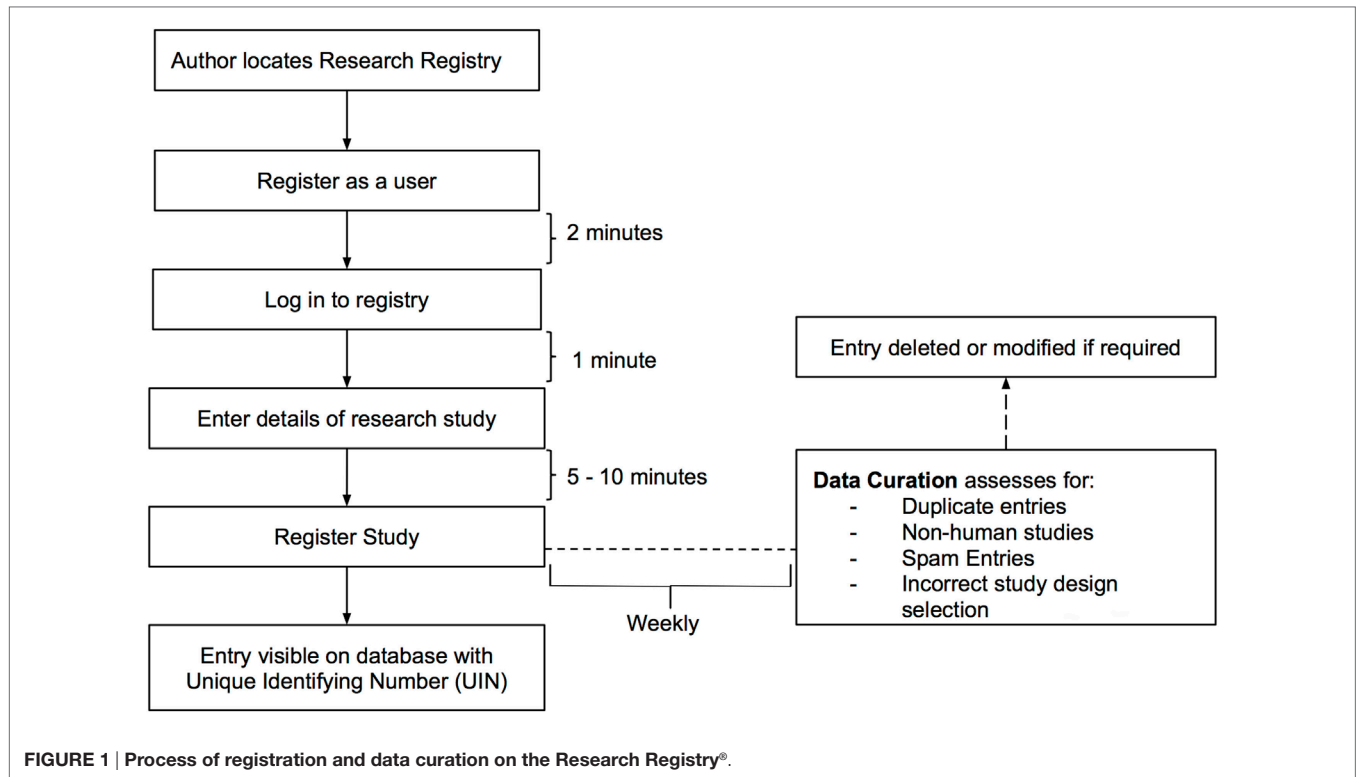 Author locates Research Registry
Register as a user
2 minutes
Log in to registry
1 minute
Enter details of research study
5 - 10 minutes
Register Study
Weekly
Entry visible on database with
Unique Identifying Number (UIN)
Entry deleted or modified if required
Data Curation assesses for:
- Duplicate entries
- Non-human studies
- Spam Entries
- Incorrect study design
selection
FIGURE 1 | Process of registration and data curation on the Research Registry®.